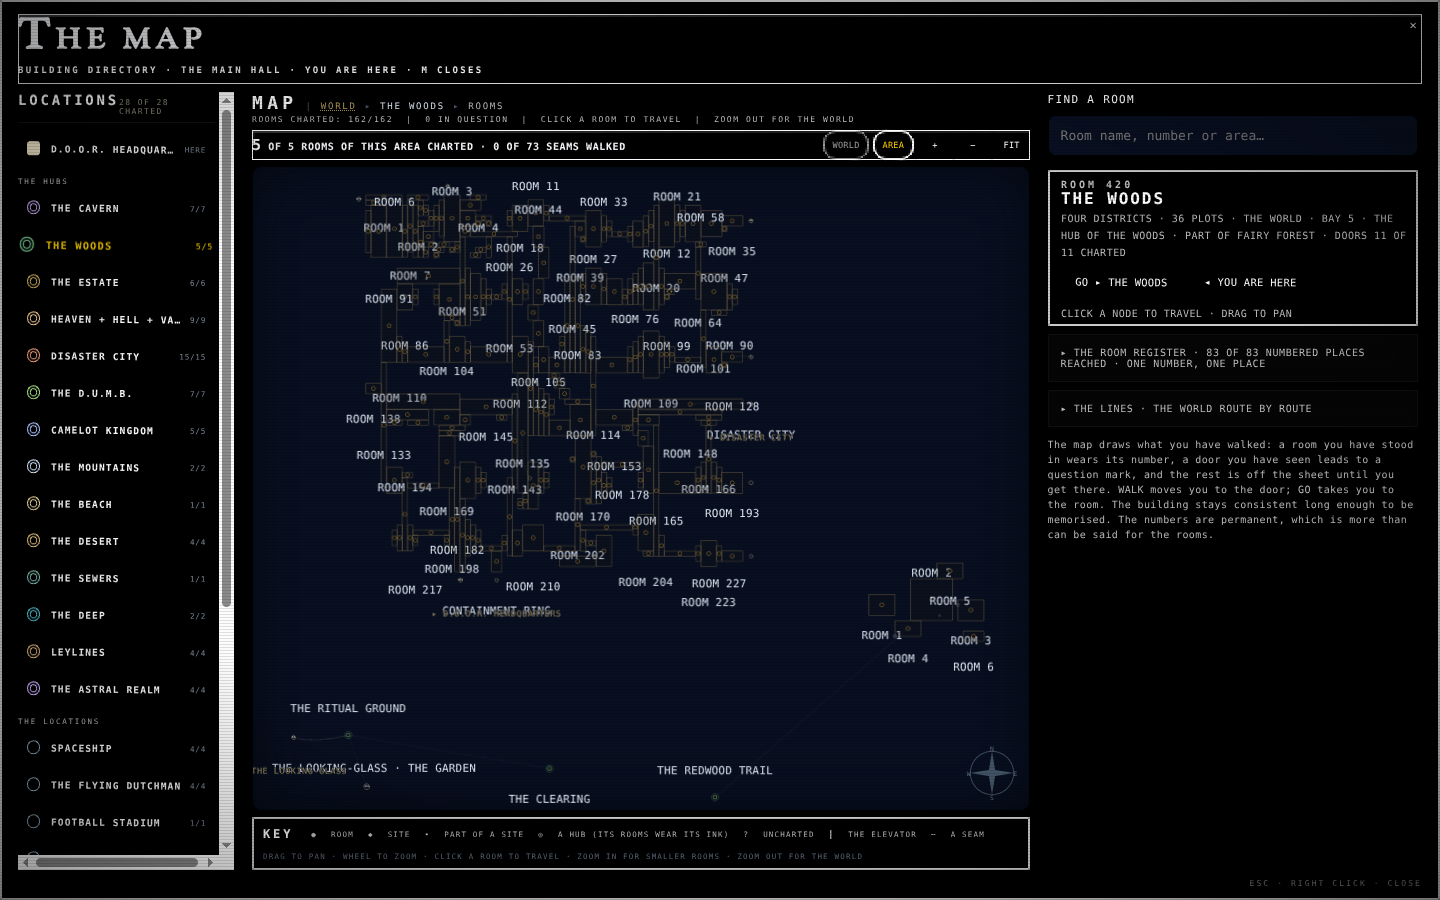 THE MAP
×
BUILDING DIRECTORY · THE MAIN HALL · YOU ARE HERE · M CLOSES
LOCATIONS 28 OF 28 CHARTED
D.O.O.R. HEADQUAR… HERE
THE HUBS
THE CAVERN 7/7
THE WOODS 5/5
THE ESTATE 6/6
HEAVEN + HELL + VA… 9/9
DISASTER CITY 15/15
THE D.U.M.B. 7/7
CAMELOT KINGDOM 5/5
THE MOUNTAINS 2/2
THE BEACH 1/1
THE DESERT 4/4
THE SEWERS 1/1
THE DEEP 2/2
LEYLINES 4/4
THE ASTRAL REALM 4/4
THE LOCATIONS
SPACESHIP 4/4
THE FLYING DUTCHMAN 4/4
FOOTBALL STADIUM 1/1
MAP | WORLD ▸ THE WOODS ▸ ROOMS
ROOMS CHARTED: 162/162 | 0 IN QUESTION | CLICK A ROOM TO TRAVEL | ZOOM OUT FOR THE WORLD
5 OF 5 ROOMS OF THIS AREA CHARTED · 0 OF 73 SEAMS WALKED
WORLD AREA + − FIT
ROOM 3 ROOM 11
ROOM 6 ROOM 44 ROOM 33 ROOM 21
ROOM 1 ROOM 4 ROOM 58
ROOM 2 ROOM 18 ROOM 12 ROOM 35
ROOM 26 ROOM 27
ROOM 7 ROOM 39 ROOM 20 ROOM 47
ROOM 91 ROOM 82
ROOM 51 ROOM 76 ROOM 64
ROOM 45
ROOM 86 ROOM 53 ROOM 83 ROOM 99 ROOM 90
ROOM 104 ROOM 101
ROOM 105
ROOM 110 ROOM 112 ROOM 109 ROOM 128
ROOM 138
ROOM 145 ROOM 114 DISASTER CITY
DISASTER CITY
ROOM 133 ROOM 148
ROOM 135 ROOM 153
ROOM 154 ROOM 143 ROOM 178 ROOM 166
ROOM 169 ROOM 170 ROOM 165 ROOM 193
ROOM 182 ROOM 202
ROOM 198
ROOM 217 ROOM 210 ROOM 204 ROOM 227
ROOM 223
CONTAINMENT RING
D.O.O.R. HEADQUARTERS
ROOM 2
ROOM 5
ROOM 1 ROOM 3
ROOM 4 ROOM 6
THE RITUAL GROUND
THE LOOKING-GLASS · THE GARDEN
THE LOOKING GLASS
THE REDWOOD TRAIL
THE CLEARING
N
W E
S
KEY ROOM SITE PART OF A SITE A HUB (ITS ROOMS WEAR ITS INK) ? UNCHARTED | THE ELEVATOR — A SEAM
DRAG TO PAN · WHEEL TO ZOOM · CLICK A ROOM TO TRAVEL · ZOOM IN FOR SMALLER ROOMS · ZOOM OUT FOR THE WORLD
FIND A ROOM
Room name, number or area…
ROOM 420
THE WOODS
FOUR DISTRICTS · 36 PLOTS · THE WORLD · BAY 5 · THE
HUB OF THE WOODS · PART OF FAIRY FOREST · DOORS 11 OF
11 CHARTED
GO ▸ THE WOODS ◂ YOU ARE HERE
CLICK A NODE TO TRAVEL · DRAG TO PAN
▸ THE ROOM REGISTER · 83 OF 83 NUMBERED PLACES
REACHED · ONE NUMBER, ONE PLACE
▸ THE LINES · THE WORLD ROUTE BY ROUTE
The map draws what you have walked: a room you have stood
in wears its number, a door you have seen leads to a
question mark, and the rest is off the sheet until you
get there. WALK moves you to the door; GO takes you to
the room. The building stays consistent long enough to be
memorised. The numbers are permanent, which is more than
can be said for the rooms.
ESC · RIGHT CLICK · CLOSE